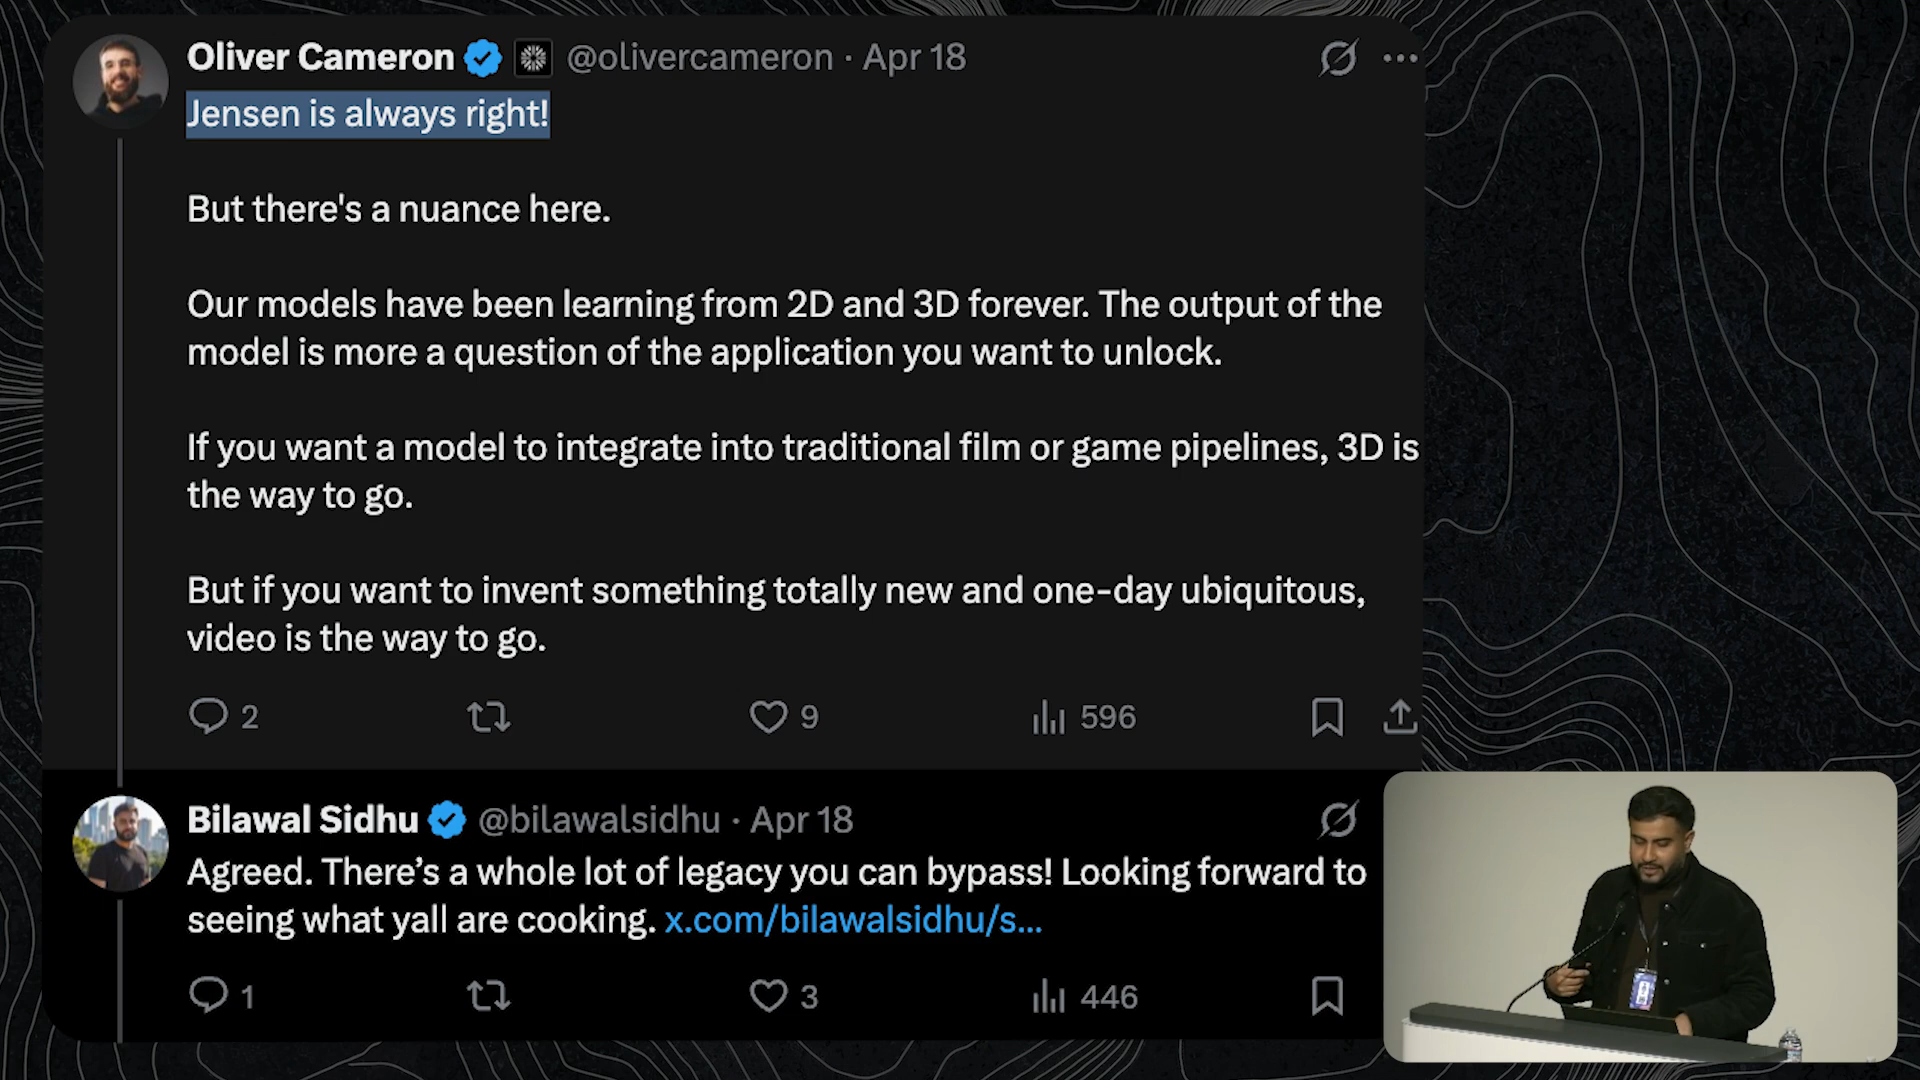 Oliver Cameron @olivercameron · Apr 18
Jensen is always right!
But there's a nuance here.
Our models have been learning from 2D and 3D forever. The output of the
model is more a question of the application you want to unlock.
If you want a model to integrate into traditional film or game pipelines, 3D is
the way to go.
But if you want to invent something totally new and one-day ubiquitous,
video is the way to go.
2 9 596
Bilawal Sidhu @bilawalsidhu · Apr 18
Agreed. There’s a whole lot of legacy you can bypass! Looking forward to
seeing what yall are cooking. x.com/bilawalsidhu/s...
1 3 446